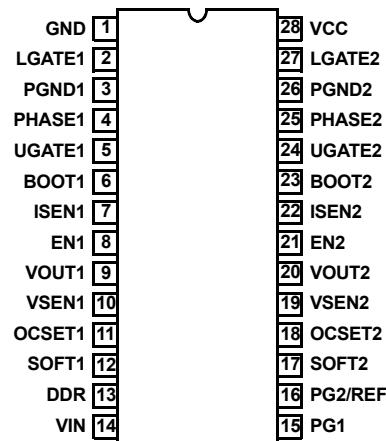 GND 1 28 VCC
LGATE1 2 27 LGATE2
PGND1 3 26 PGND2
PHASE1 4 25 PHASE2
UGATE1 5 24 UGATE2
BOOT1 6 23 BOOT2
ISEN1 7 22 ISEN2
EN1 8 21 EN2
VOUT1 9 20 VOUT2
VSEN1 10 19 VSEN2
OCSET1 11 18 OCSET2
SOFT1 12 17 SOFT2
DDR 13 16 PG2/REF
VIN 14 15 PG1